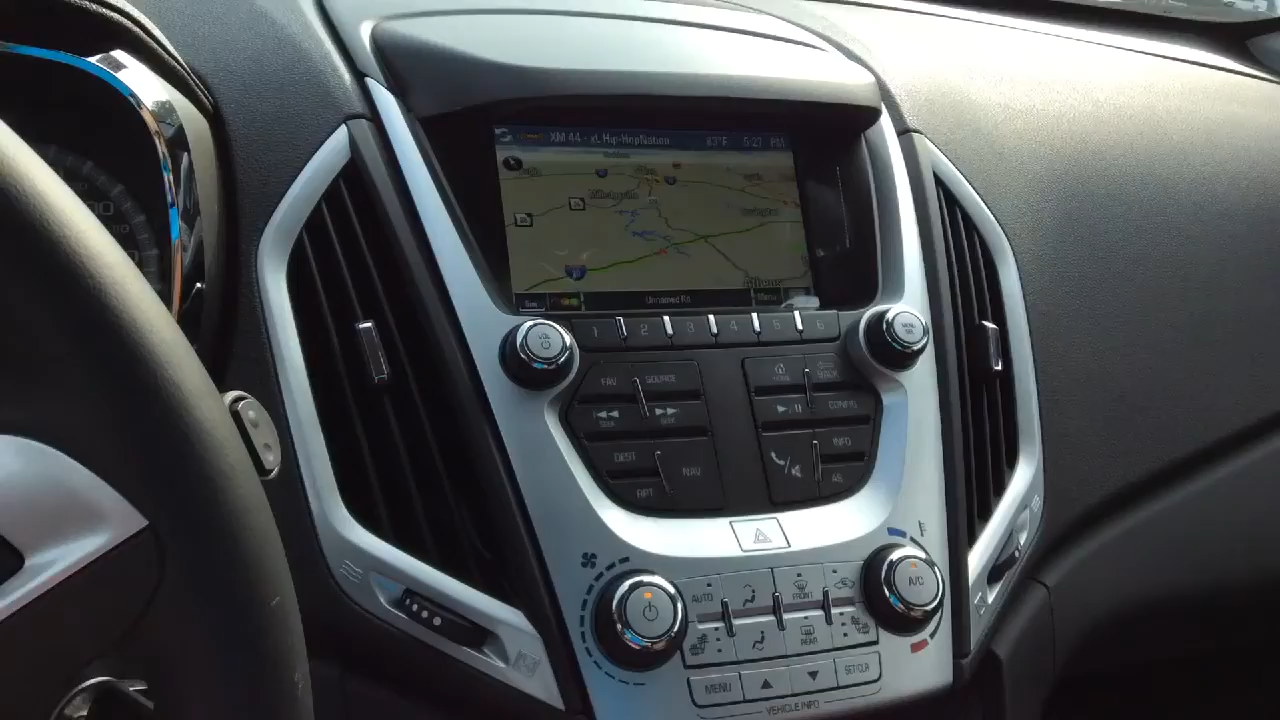 XM 44 - xL Hip-HopNation 83°F 5:27 PM
Milledgeville
Athens
Unnamed Rd Menu
VOL
1 2 3 4 5 6
MENU
SEL
FAV SOURCE
SEEK SEEK
DEST NAV
RPT
HOME BACK
CONFIG
INFO
AS
AUTO FRONT A/C
REAR
MENU SET/CLR
VEHICLE INFO